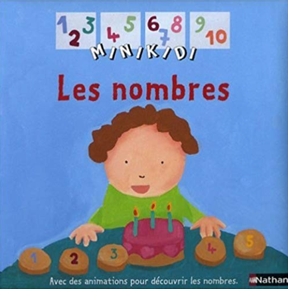 1 2 3 4 5 6 7 8 9 10
MINIKIDI
Les nombres
1 2 3 4 5
Avec des animations pour découvrir les nombres.
Nathan